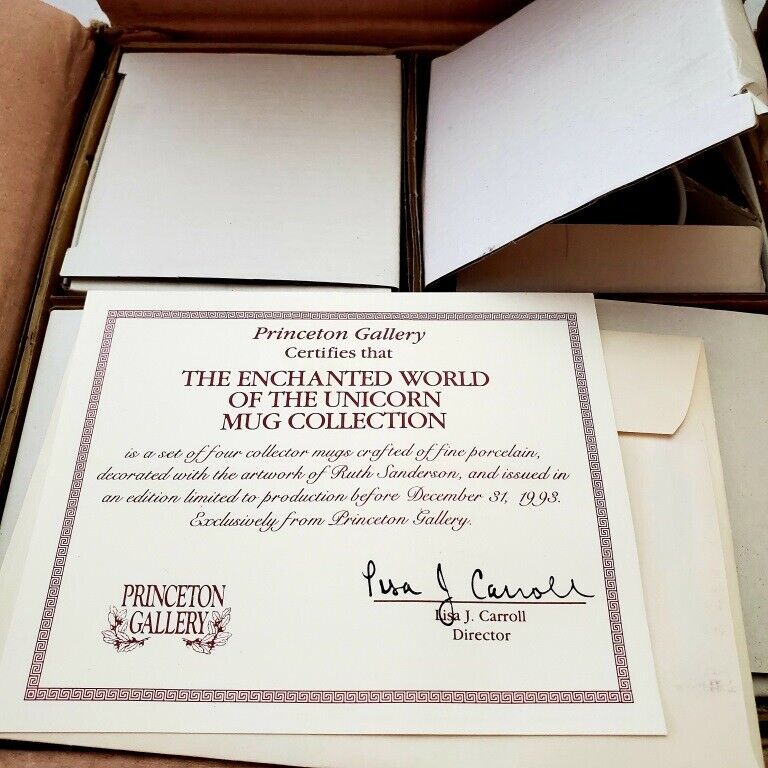 Princeton Gallery
Certifies that
THE ENCHANTED WORLD
OF THE UNICORN
MUG COLLECTION
is a set of four collector mugs crafted of fine porcelain,
decorated with the artwork of Ruth Sanderson, and issued in
an edition limited to production before December 31, 1993.
Exclusively from Princeton Gallery.
Lisa J Carroll
Lisa J. Carroll
Director
PRINCETON
GALLERY